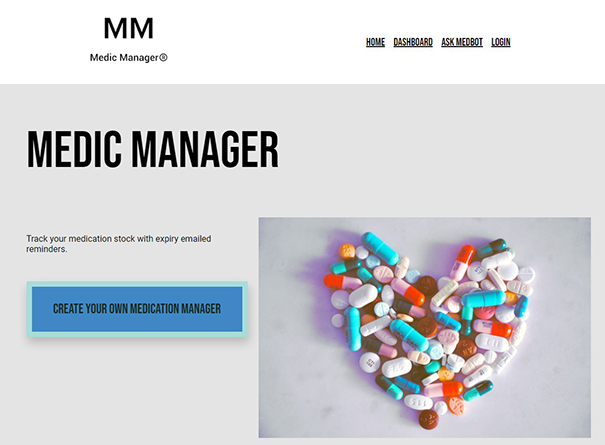 MM
Medic Manager®
HOME DASHBOARD ASK MEDBOT LOGIN
MEDIC MANAGER
Track your medication stock with expiry emailed
reminders.
CREATE YOUR OWN MEDICATION MANAGER